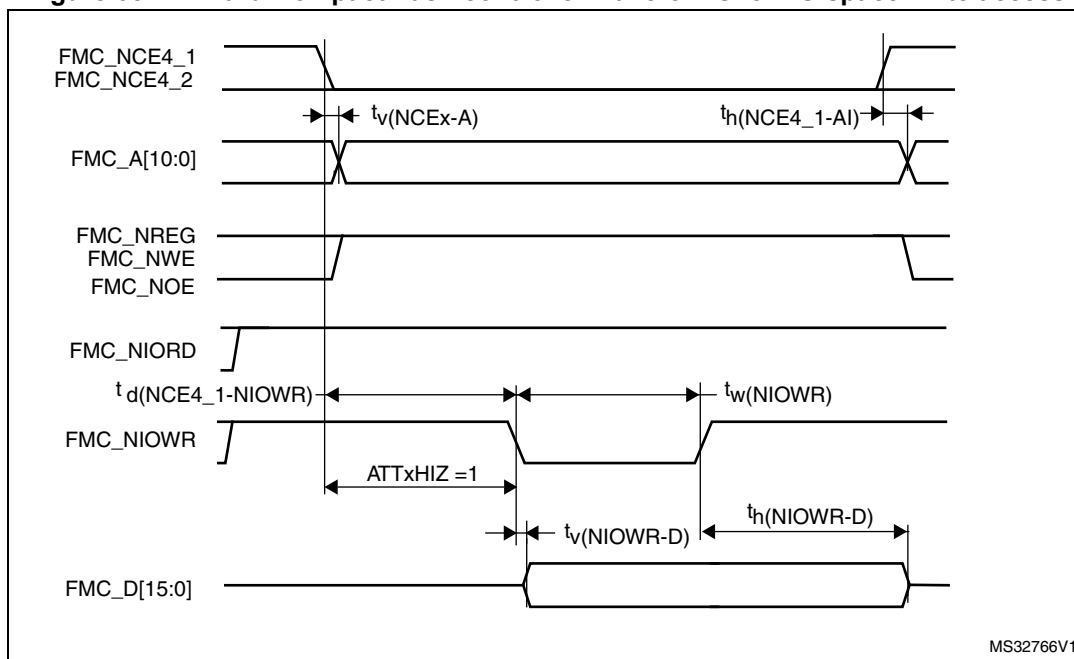 FMC_NCE4_1
FMC_NCE4_2
tv(NCEx-A)
th(NCE4_1-AI)
FMC_A[10:0]
FMC_NREG
FMC_NWE
FMC_NOE
FMC_NIORD
td(NCE4_1-NIOWR)
tw(NIOWR)
FMC_NIOWR
ATTxHIZ =1
tv(NIOWR-D)
th(NIOWR-D)
FMC_D[15:0]
MS32766V1